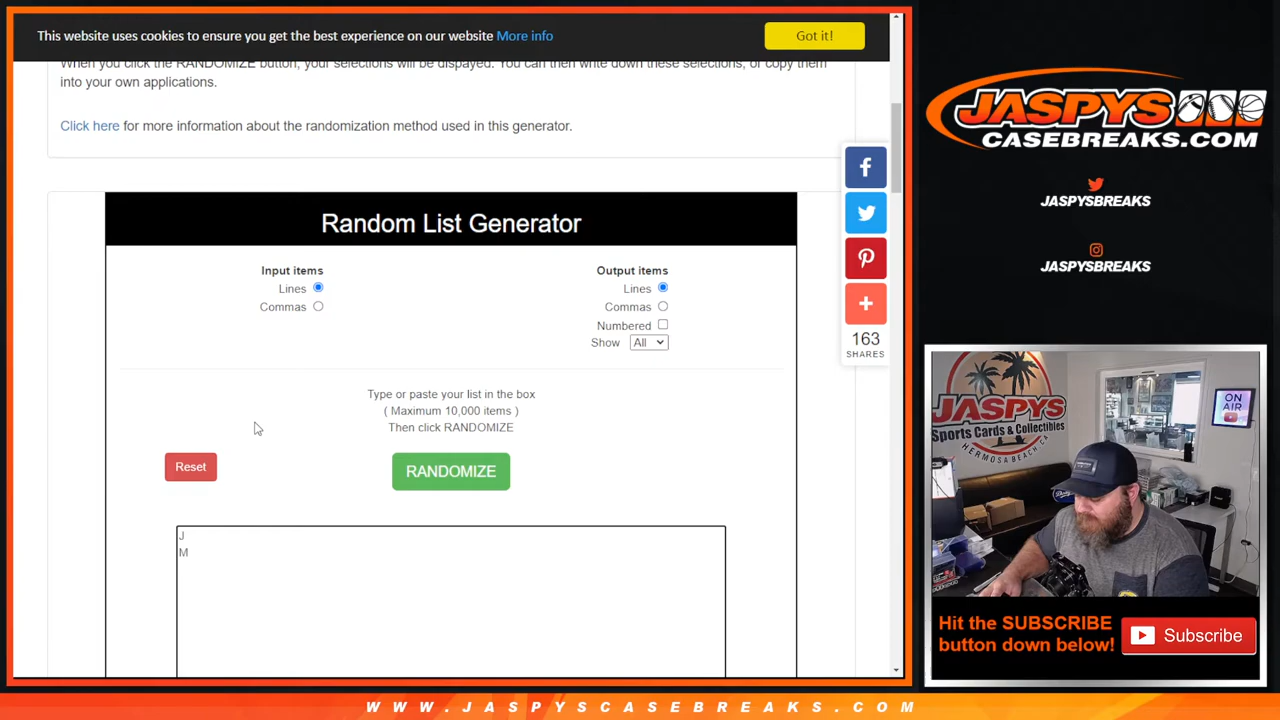 This website uses cookies to ensure you get the best experience on our website More info
Got it!
When you click the RANDOMIZE button, your selections will be dispayed. You can then write down these selections, or copy them
into your own applications.
Click here for more information about the randomization method used in this generator.
163
SHARES
Random List Generator
Input items
Lines
Commas
Output items
Lines
Commas
Numbered
Show All
Type or paste your list in the box
( Maximum 10,000 items )
Then click RANDOMIZE
Reset
RANDOMIZE
J
M
JASPYS
CASEBREAKS.COM
JASPYSBREAKS
JASPYSBREAKS
JASPYS
Sports Cards & Collectibles
HERMOSA BEACH, CA
ON
AIR
Hit the SUBSCRIBE
button down below!
Subscribe
WWW.JASPYSCASEBREAKS.COM